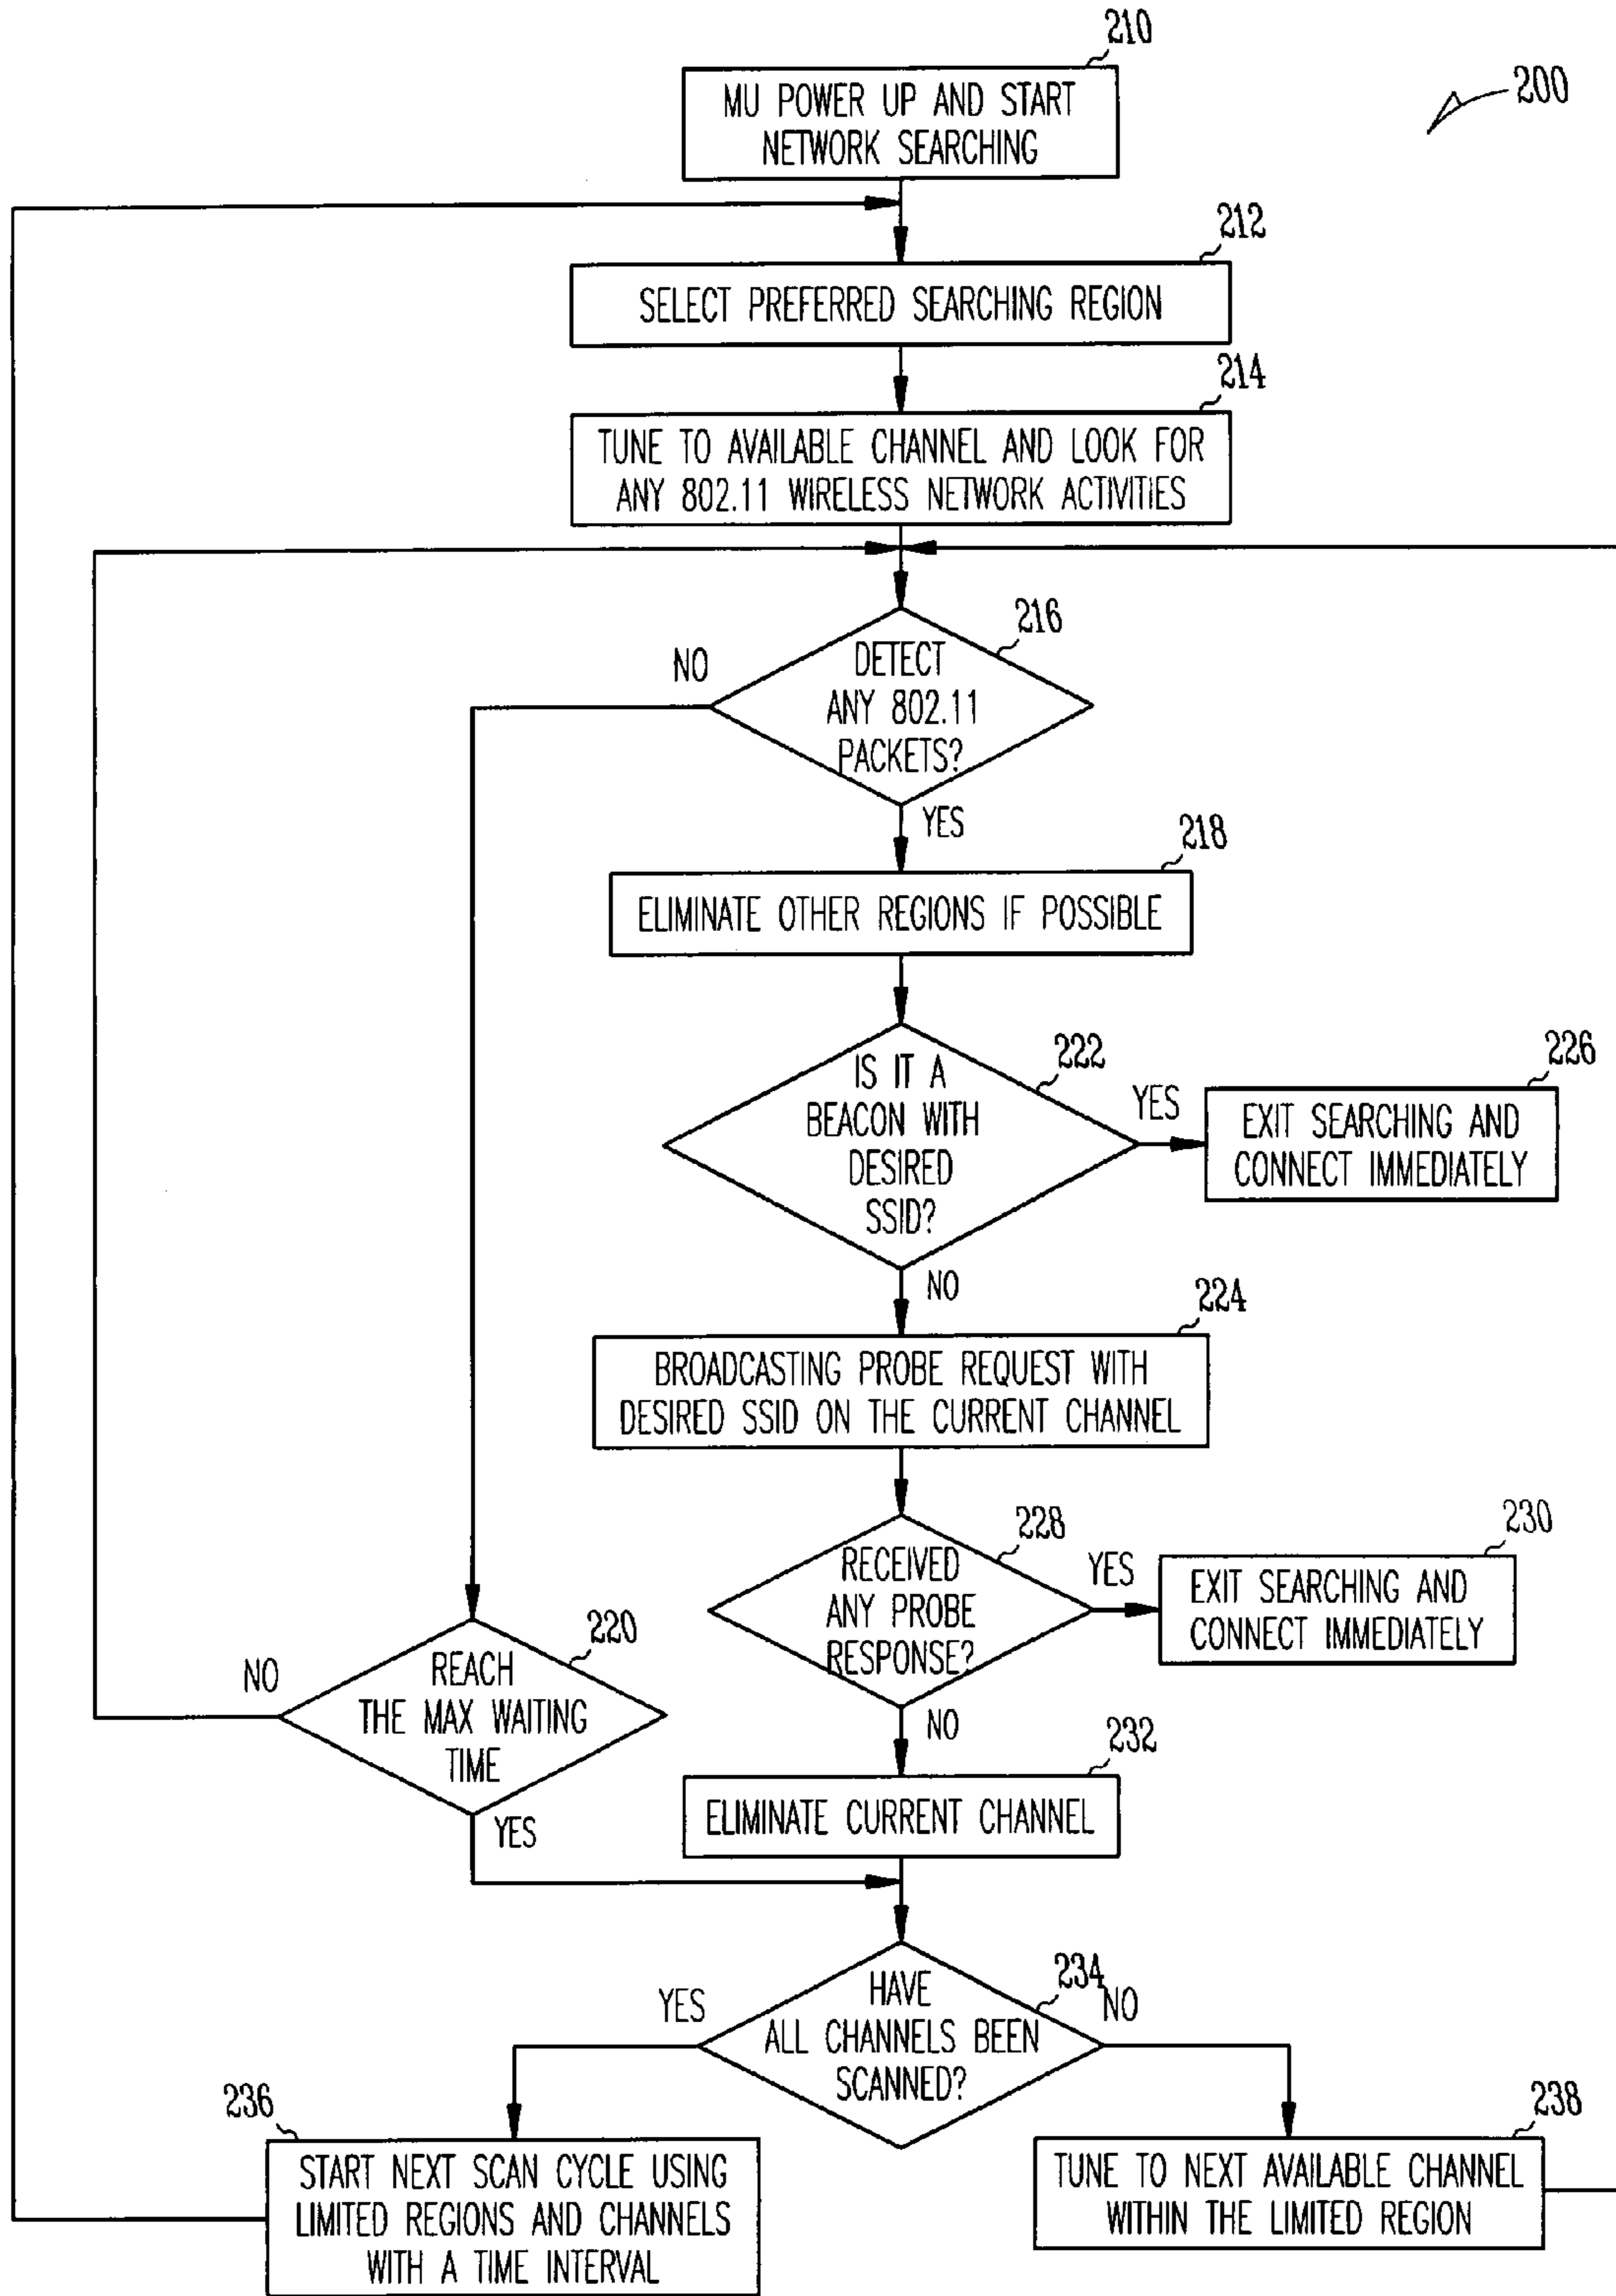 210
MU POWER UP AND START
NETWORK SEARCHING
200
212
SELECT PREFERRED SEARCHING REGION
214
TUNE TO AVAILABLE CHANNEL AND LOOK FOR
ANY 802.11 WIRELESS NETWORK ACTIVITIES
216
NO
DETECT
ANY 802.11
PACKETS?
YES
218
ELIMINATE OTHER REGIONS IF POSSIBLE
222
IS IT A
BEACON WITH
DESIRED
SSID?
YES
226
EXIT SEARCHING AND
CONNECT IMMEDIATELY
NO
224
BROADCASTING PROBE REQUEST WITH
DESIRED SSID ON THE CURRENT CHANNEL
228
RECEIVED
ANY PROBE
RESPONSE?
YES
230
EXIT SEARCHING AND
CONNECT IMMEDIATELY
220
NO
REACH
THE MAX WAITING
TIME
YES
NO
232
ELIMINATE CURRENT CHANNEL
234
YES
HAVE
ALL CHANNELS BEEN
SCANNED?
NO
236
START NEXT SCAN CYCLE USING
LIMITED REGIONS AND CHANNELS
WITH A TIME INTERVAL
238
TUNE TO NEXT AVAILABLE CHANNEL
WITHIN THE LIMITED REGION